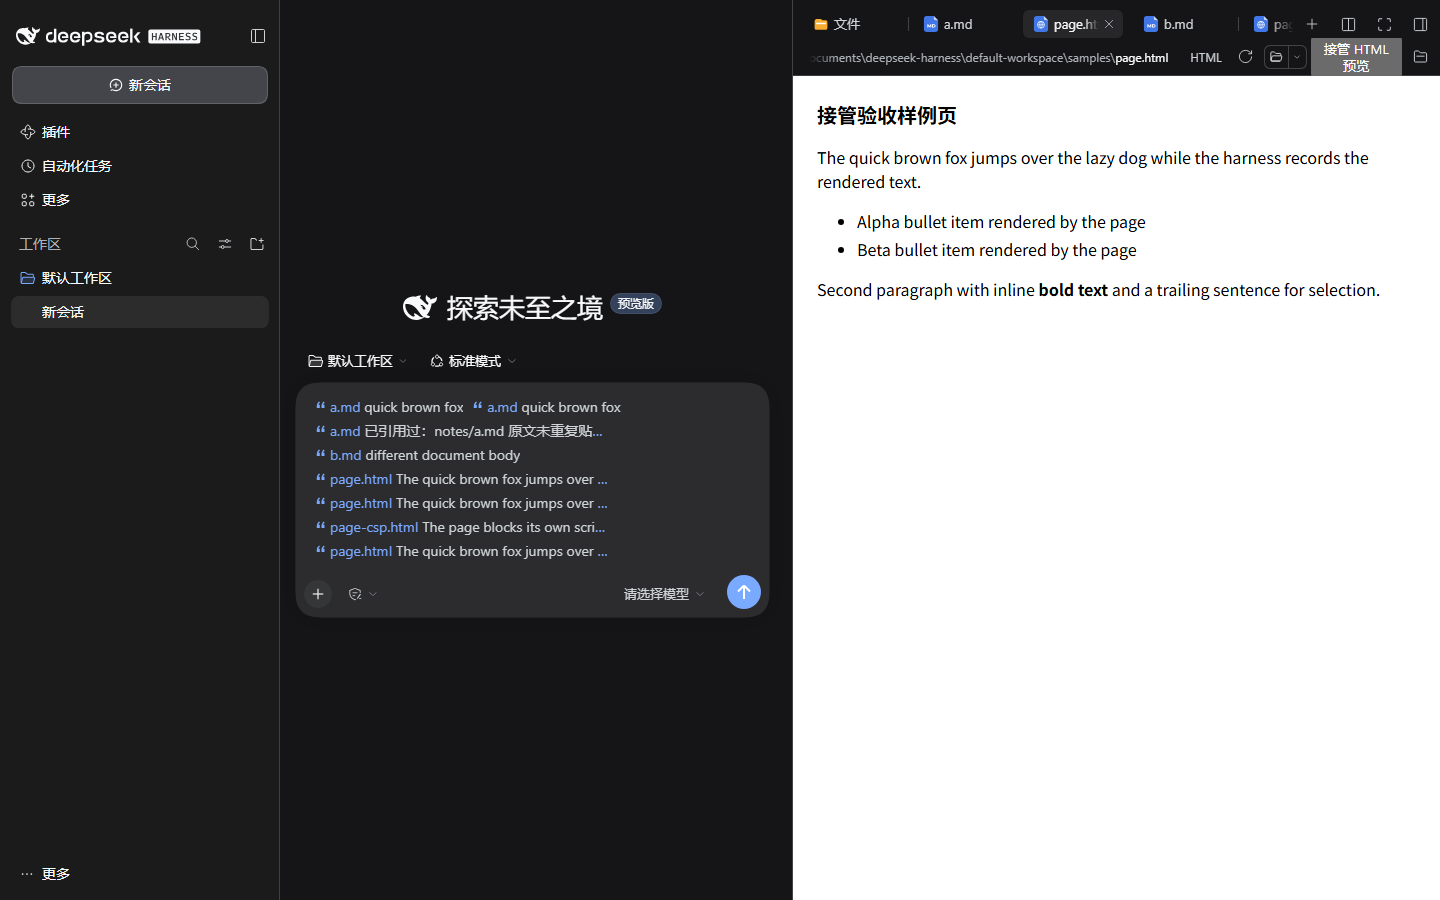 deepseek HARNESS
新会话
插件
自动化任务
更多
工作区
默认工作区
新会话
更多
探索未至之境 预览版
默认工作区 标准模式
“ a.md quick brown fox “ a.md quick brown fox
“ a.md 已引用过：notes/a.md 原文未重复贴...
“ b.md different document body
“ page.html The quick brown fox jumps over ...
“ page.html The quick brown fox jumps over ...
“ page-csp.html The page blocks its own scri...
“ page.html The quick brown fox jumps over ...
请选择模型
文件 a.md page.ht b.md pag
ocuments\deepseek-harness\default-workspace\samples\page.html HTML
接管 HTML
预览
接管验收样例页
The quick brown fox jumps over the lazy dog while the harness records the
rendered text.
• Alpha bullet item rendered by the page
• Beta bullet item rendered by the page
Second paragraph with inline bold text and a trailing sentence for selection.